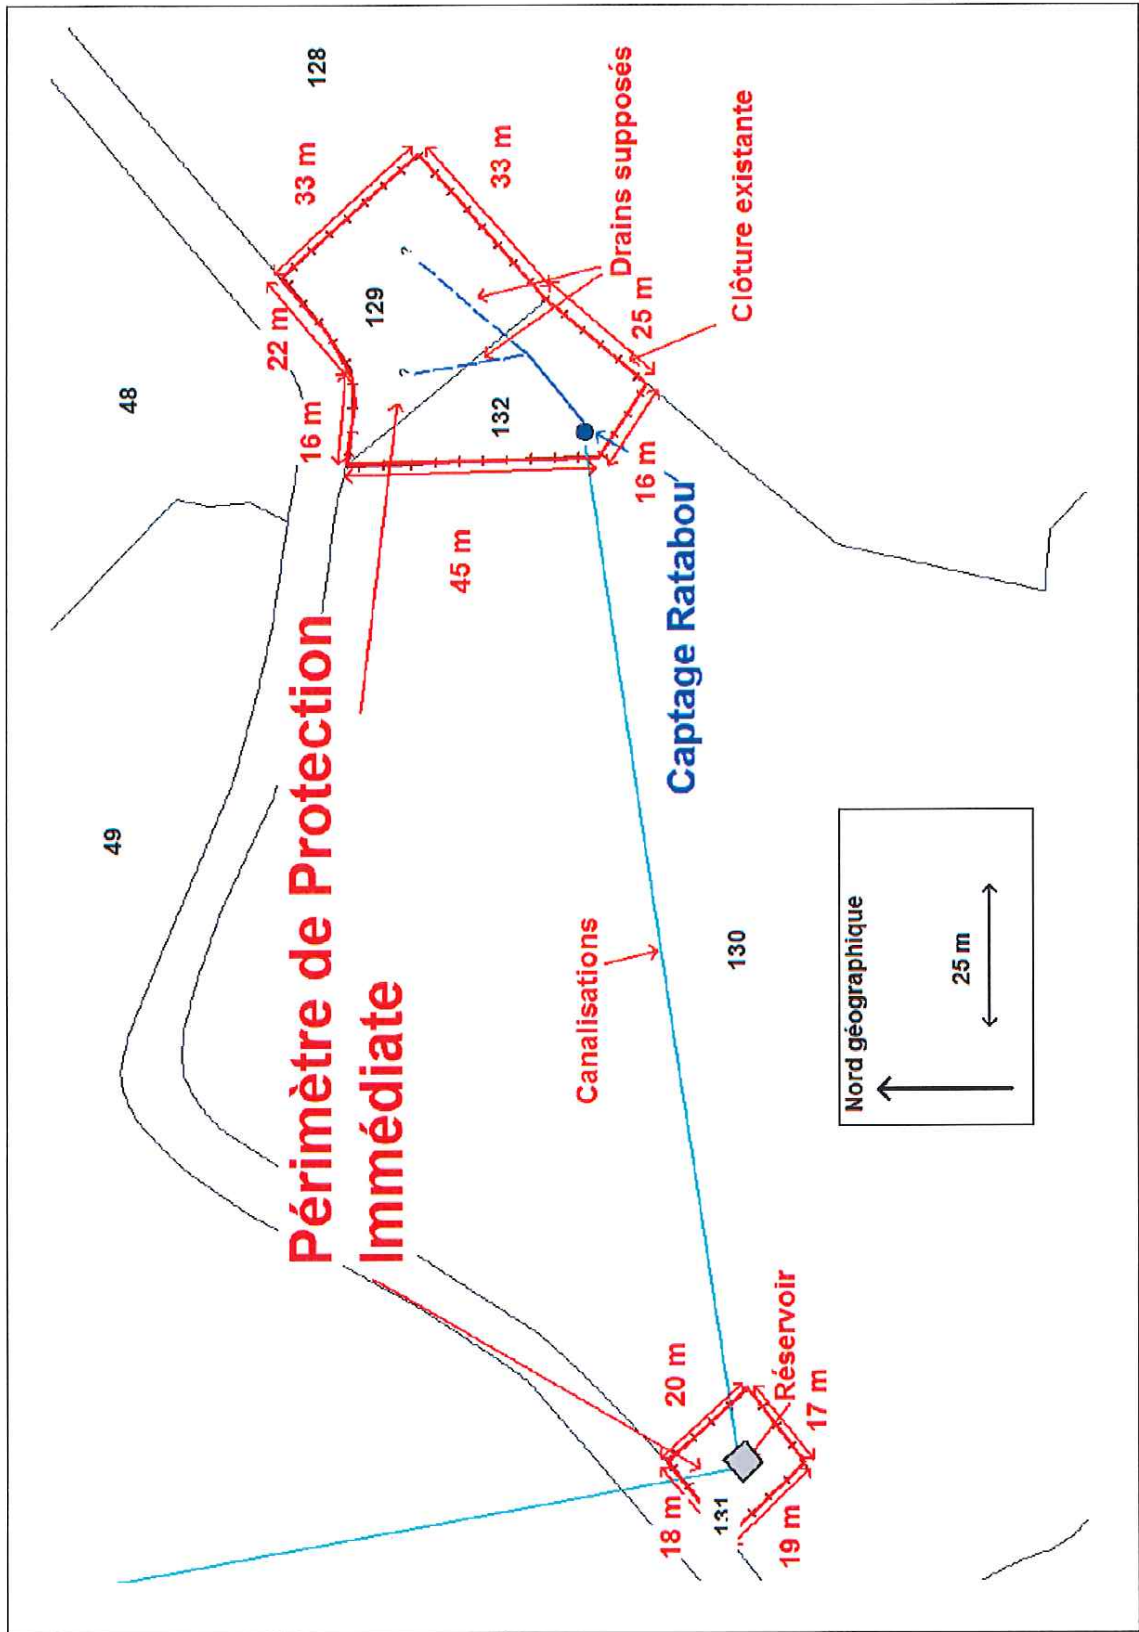 128
48
49
33 m
33 m
22 m
16 m
129
132
Drains supposés
?
?
25 m
Clôture existante
16 m
45 m
Captage Ratabou
Périmètre de Protection
Immédiate
Canalisations
130
Nord géographique
25 m
20 m
Réservoir
17 m
18 m
131
19 m